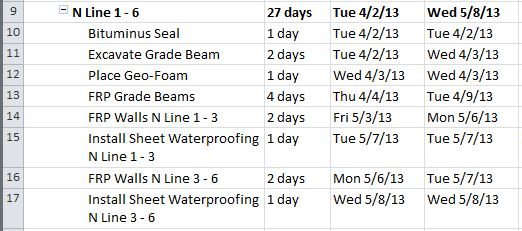 9 N Line 1 - 6 27 days Tue 4/2/13 Wed 5/8/13
10 Bituminus Seal 1 day Tue 4/2/13 Tue 4/2/13
11 Excavate Grade Beam 2 days Tue 4/2/13 Wed 4/3/13
12 Place Geo-Foam 1 day Wed 4/3/13 Wed 4/3/13
13 FRP Grade Beams 4 days Thu 4/4/13 Tue 4/9/13
14 FRP Walls N Line 1 - 3 2 days Fri 5/3/13 Mon 5/6/13
15 Install Sheet Waterproofing 1 day Tue 5/7/13 Tue 5/7/13
N Line 1 - 3
16 FRP Walls N Line 3 - 6 2 days Mon 5/6/13 Tue 5/7/13
17 Install Sheet Waterproofing 1 day Wed 5/8/13 Wed 5/8/13
N Line 3 - 6